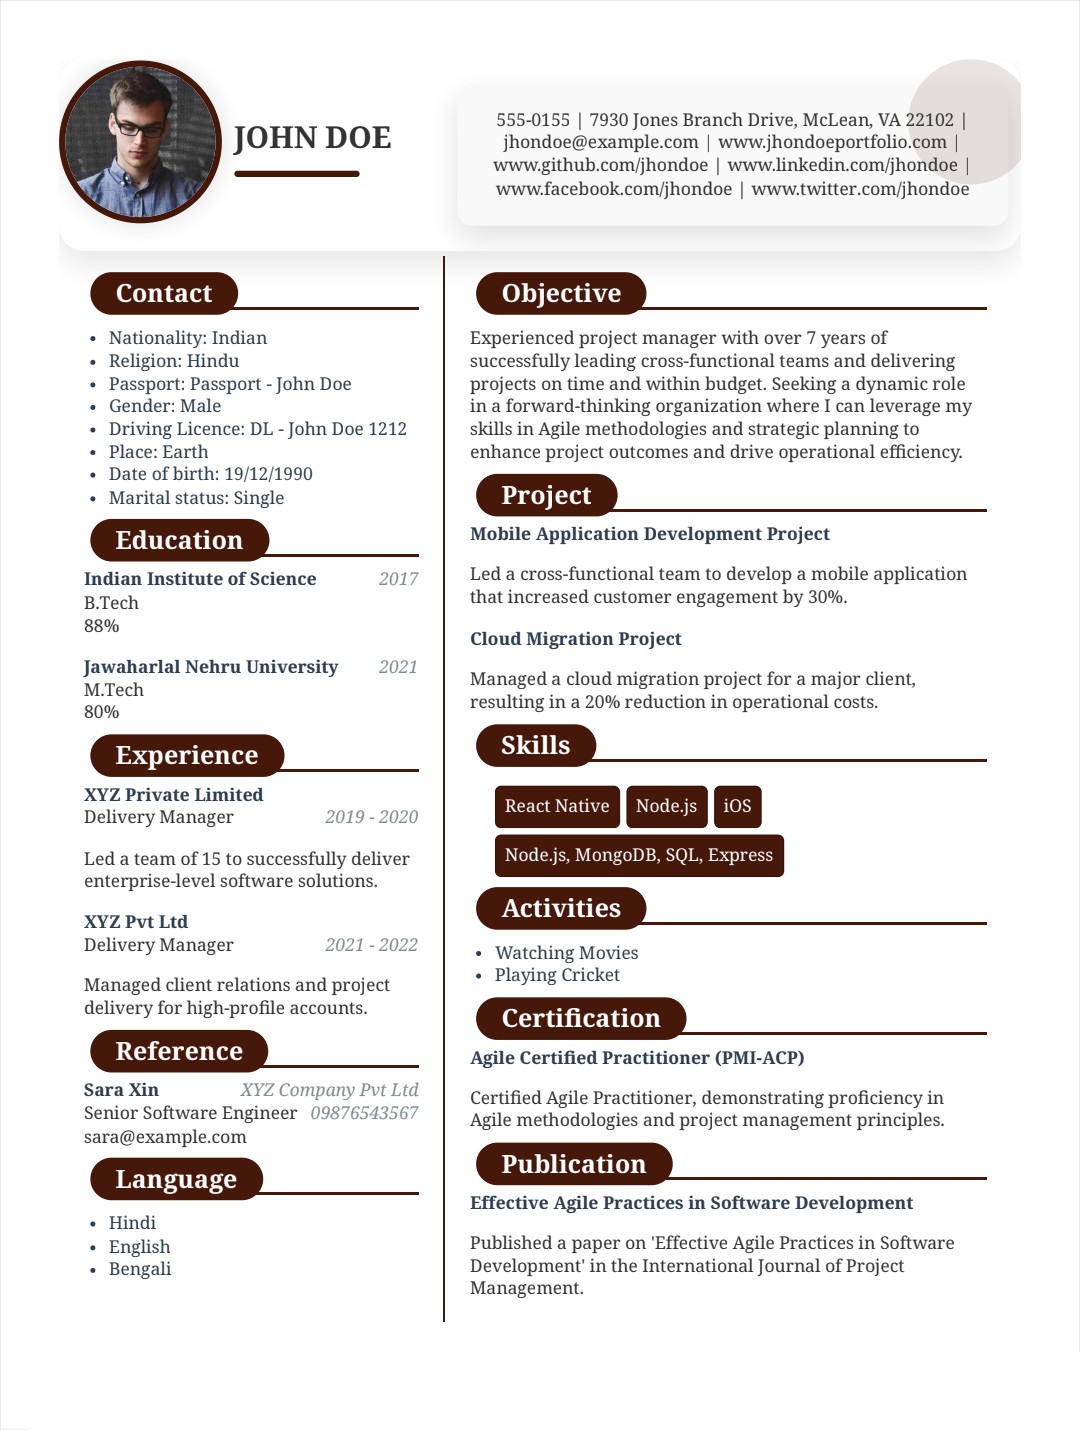 JOHN DOE
555-0155 | 7930 Jones Branch Drive, McLean, VA 22102 |
jhondoe@example.com | www.jhondoeportfolio.com |
www.github.com/jhondoe | www.linkedin.com/jhondoe |
www.facebook.com/jhondoe | www.twitter.com/jhondoe
Contact
• Nationality: Indian
• Religion: Hindu
• Passport: Passport - John Doe
• Gender: Male
• Driving Licence: DL - John Doe 1212
• Place: Earth
• Date of birth: 19/12/1990
• Marital status: Single
Education
Indian Institute of Science 2017
B.Tech
88%
Jawaharlal Nehru University 2021
M.Tech
80%
Experience
XYZ Private Limited
Delivery Manager 2019 - 2020
Led a team of 15 to successfully deliver
enterprise-level software solutions.
XYZ Pvt Ltd
Delivery Manager 2021 - 2022
Managed client relations and project
delivery for high-profile accounts.
Reference
Sara Xin XYZ Company Pvt Ltd
Senior Software Engineer 09876543567
sara@example.com
Language
• Hindi
• English
• Bengali
Objective
Experienced project manager with over 7 years of
successfully leading cross-functional teams and delivering
projects on time and within budget. Seeking a dynamic role
in a forward-thinking organization where I can leverage my
skills in Agile methodologies and strategic planning to
enhance project outcomes and drive operational efficiency.
Project
Mobile Application Development Project
Led a cross-functional team to develop a mobile application
that increased customer engagement by 30%.
Cloud Migration Project
Managed a cloud migration project for a major client,
resulting in a 20% reduction in operational costs.
Skills
React Native Node.js iOS
Node.js, MongoDB, SQL, Express
Activities
• Watching Movies
• Playing Cricket
Certification
Agile Certified Practitioner (PMI-ACP)
Certified Agile Practitioner, demonstrating proficiency in
Agile methodologies and project management principles.
Publication
Effective Agile Practices in Software Development
Published a paper on 'Effective Agile Practices in Software
Development' in the International Journal of Project
Management.